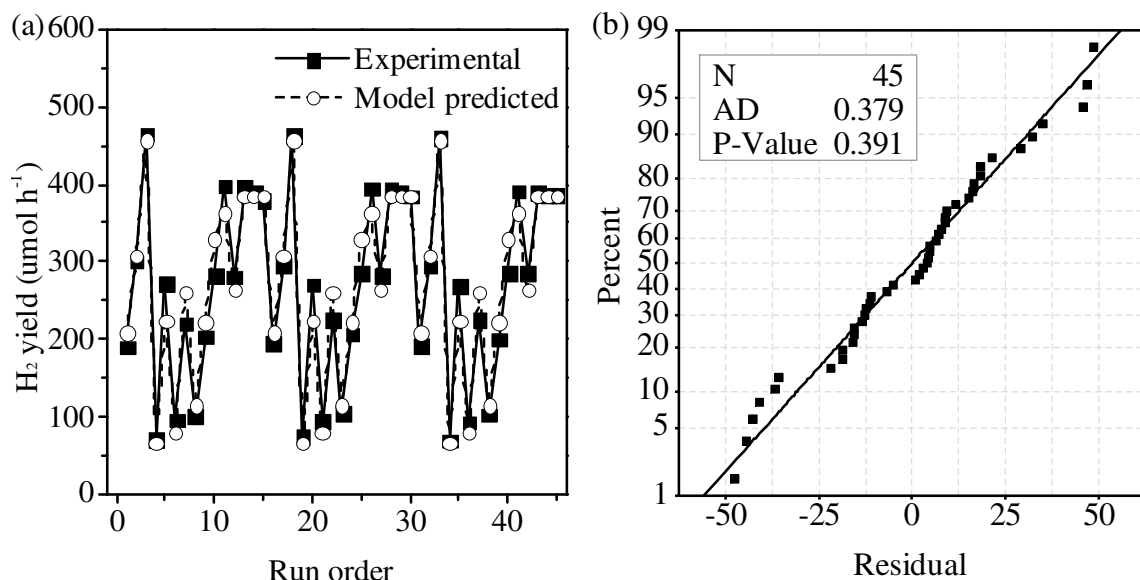 (a)
600
500
400
300
200
100
0
H₂ yield (umol h⁻¹)
Experimental
Model predicted
0 10 20 30 40
Run order
(b)
99
95
90
80
70
60
50
40
30
20
10
5
1
Percent
N 45
AD 0.379
P-Value 0.391
-50 -25 0 25 50
Residual